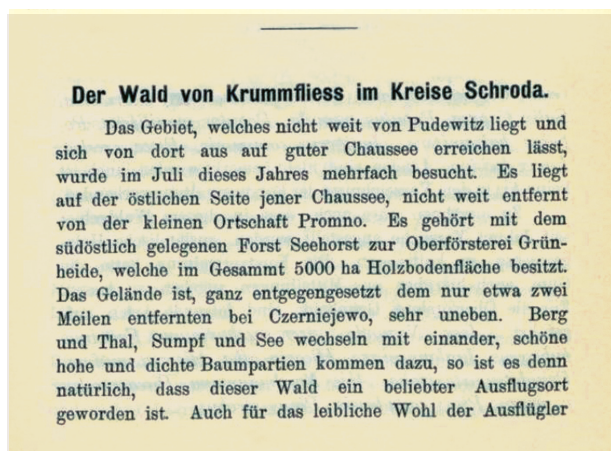 Der Wald von Krummfliess im Kreise Schroda.
Das Gebiet, welches nicht weit von Pudewitz liegt und
sich von dort aus auf guter Chaussee erreichen lässt,
wurde im Juli dieses Jahres mehrfach besucht. Es liegt
auf der östlichen Seite jener Chaussee, nicht weit entfernt
von der kleinen Ortschaft Promno. Es gehört mit dem
südöstlich gelegenen Forst Seehorst zur Oberförsterei Grün-
heide, welche im Gesammt 5000 ha Holzbodenfläche besitzt.
Das Gelände ist, ganz entgegengesetzt dem nur etwa zwei
Meilen entfernten bei Czerniejewo, sehr uneben. Berg
und Thal, Sumpf und See wechseln mit einander, schöne
hohe und dichte Baumpartien kommen dazu, so ist es denn
natürlich, dass dieser Wald ein beliebter Ausflugsort
geworden ist. Auch für das leibliche Wohl der Ausflügler